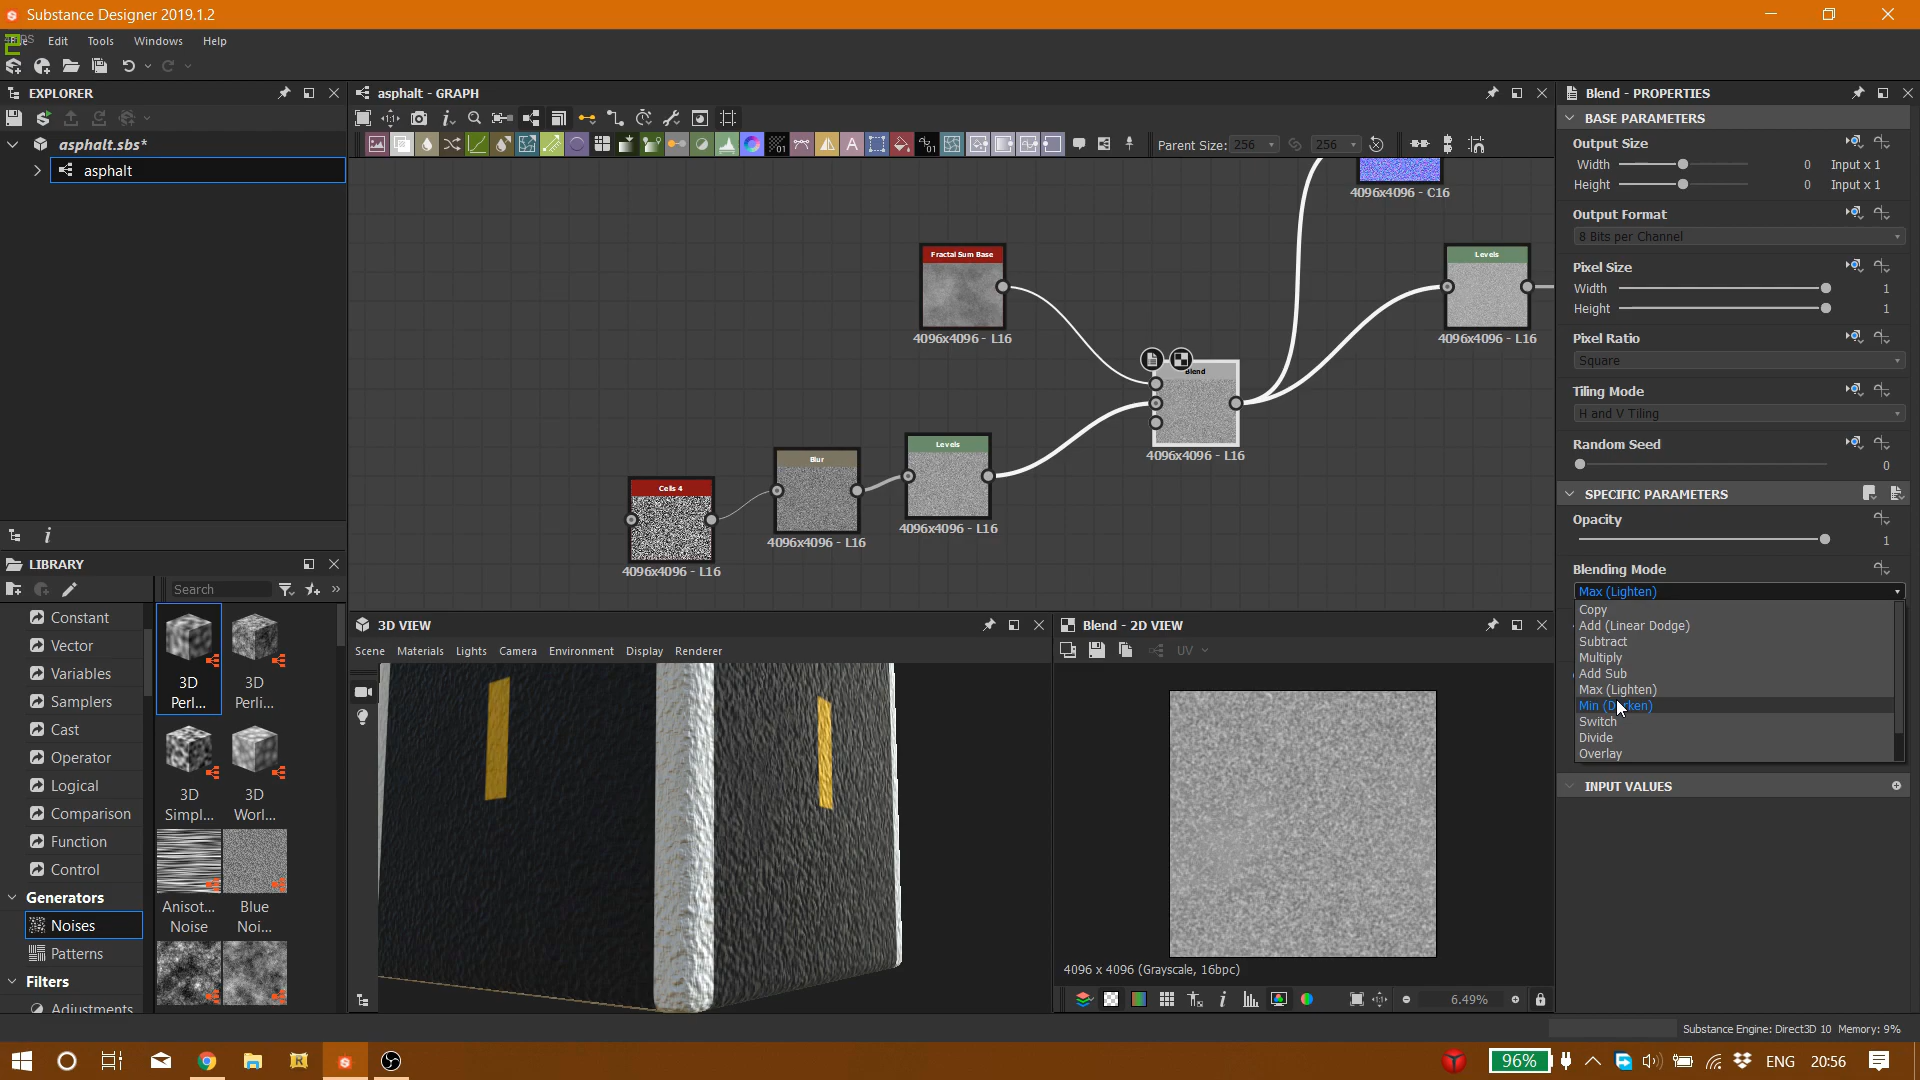 Substance Designer 2019.1.2
Edit Tools Windows Help
EXPLORER
asphalt.sbs*
asphalt
asphalt - GRAPH
Parent Size: 256 256
4096x4096 - C16
Fractal Sum Base
4096x4096 - L16
Levels
4096x4096 - L16
Blend
4096x4096 - L16
Levels
4096x4096 - L16
Blur
4096x4096 - L16
Cells 4
4096x4096 - L16
LIBRARY
Search
Constant
Vector
Variables
Samplers
Cast
Operator
Logical
Comparison
Function
Control
Generators
Noises
Patterns
Filters
Adjustments
3D
Perl...
3D
Perli...
3D
Simpl...
3D
Worl...
Anisot...
Noise
Blue
Noi...
3D VIEW
Scene Materials Lights Camera Environment Display Renderer
Blend - 2D VIEW
UV
4096 x 4096 (Grayscale, 16bpc)
6.49%
Blend - PROPERTIES
BASE PARAMETERS
Output Size
Width 0 Input x 1
Height 0 Input x 1
Output Format
8 Bits per Channel
Pixel Size
Width 1
Height 1
Pixel Ratio
Square
Tiling Mode
H and V Tiling
Random Seed
0
SPECIFIC PARAMETERS
Opacity
1
Blending Mode
Max (Lighten)
Copy
Add (Linear Dodge)
Subtract
Multiply
Add Sub
Max (Lighten)
Min (Darken)
Switch
Divide
Overlay
INPUT VALUES
Substance Engine: Direct3D 10 Memory: 9%
96% ENG 20:56